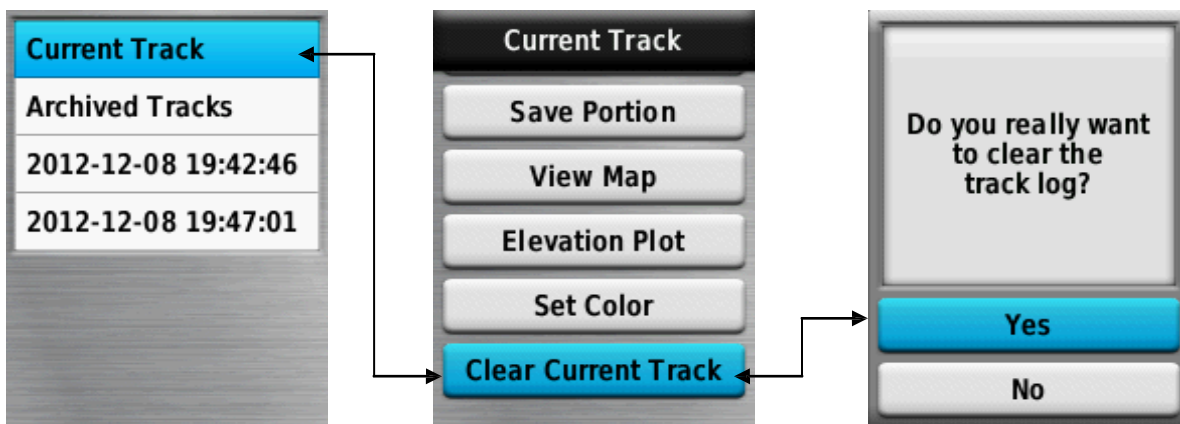 Current Track
Archived Tracks
2012-12-08 19:42:46
2012-12-08 19:47:01
Current Track
Save Portion
View Map
Elevation Plot
Set Color
Clear Current Track
Do you really want
to clear the
track log?
Yes
No